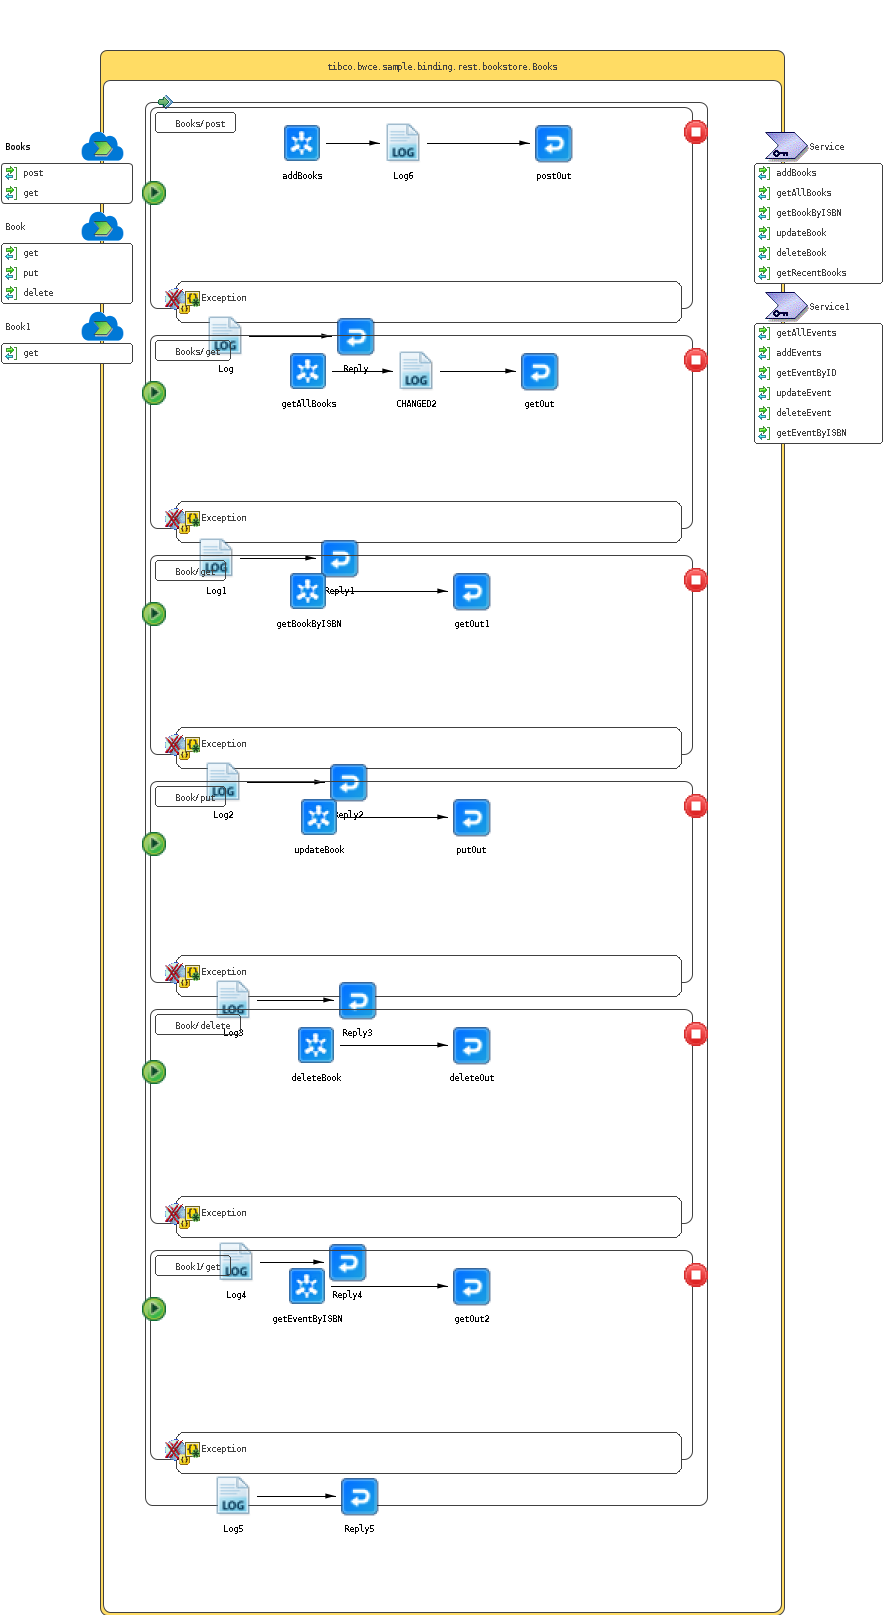 tibco.bwce.sample.binding.rest.bookstore.Books
Books
post
get
Book
get
put
delete
Book1
get
Service
addBooks
getAllBooks
getBookByISBN
updateBook
deleteBook
getRecentBooks
Service1
getAllEvents
addEvents
getEventByID
updateEvent
deleteEvent
getEventByISBN
Books/post
addBooks
LOG
Log6
postOut
Exception
LOG
Log
Reply
Books/get
getAllBooks
LOG
CHANGED2
getOut
Exception
LOG
Log1
Reply1
Book/get
getBookByISBN
getOut1
Exception
LOG
Log2
Reply2
Book/put
updateBook
putOut
Exception
LOG
Log3
Reply3
Book/delete
deleteBook
deleteOut
Exception
LOG
Log4
Reply4
Book1/get
getEventByISBN
getOut2
Exception
LOG
Log5
Reply5